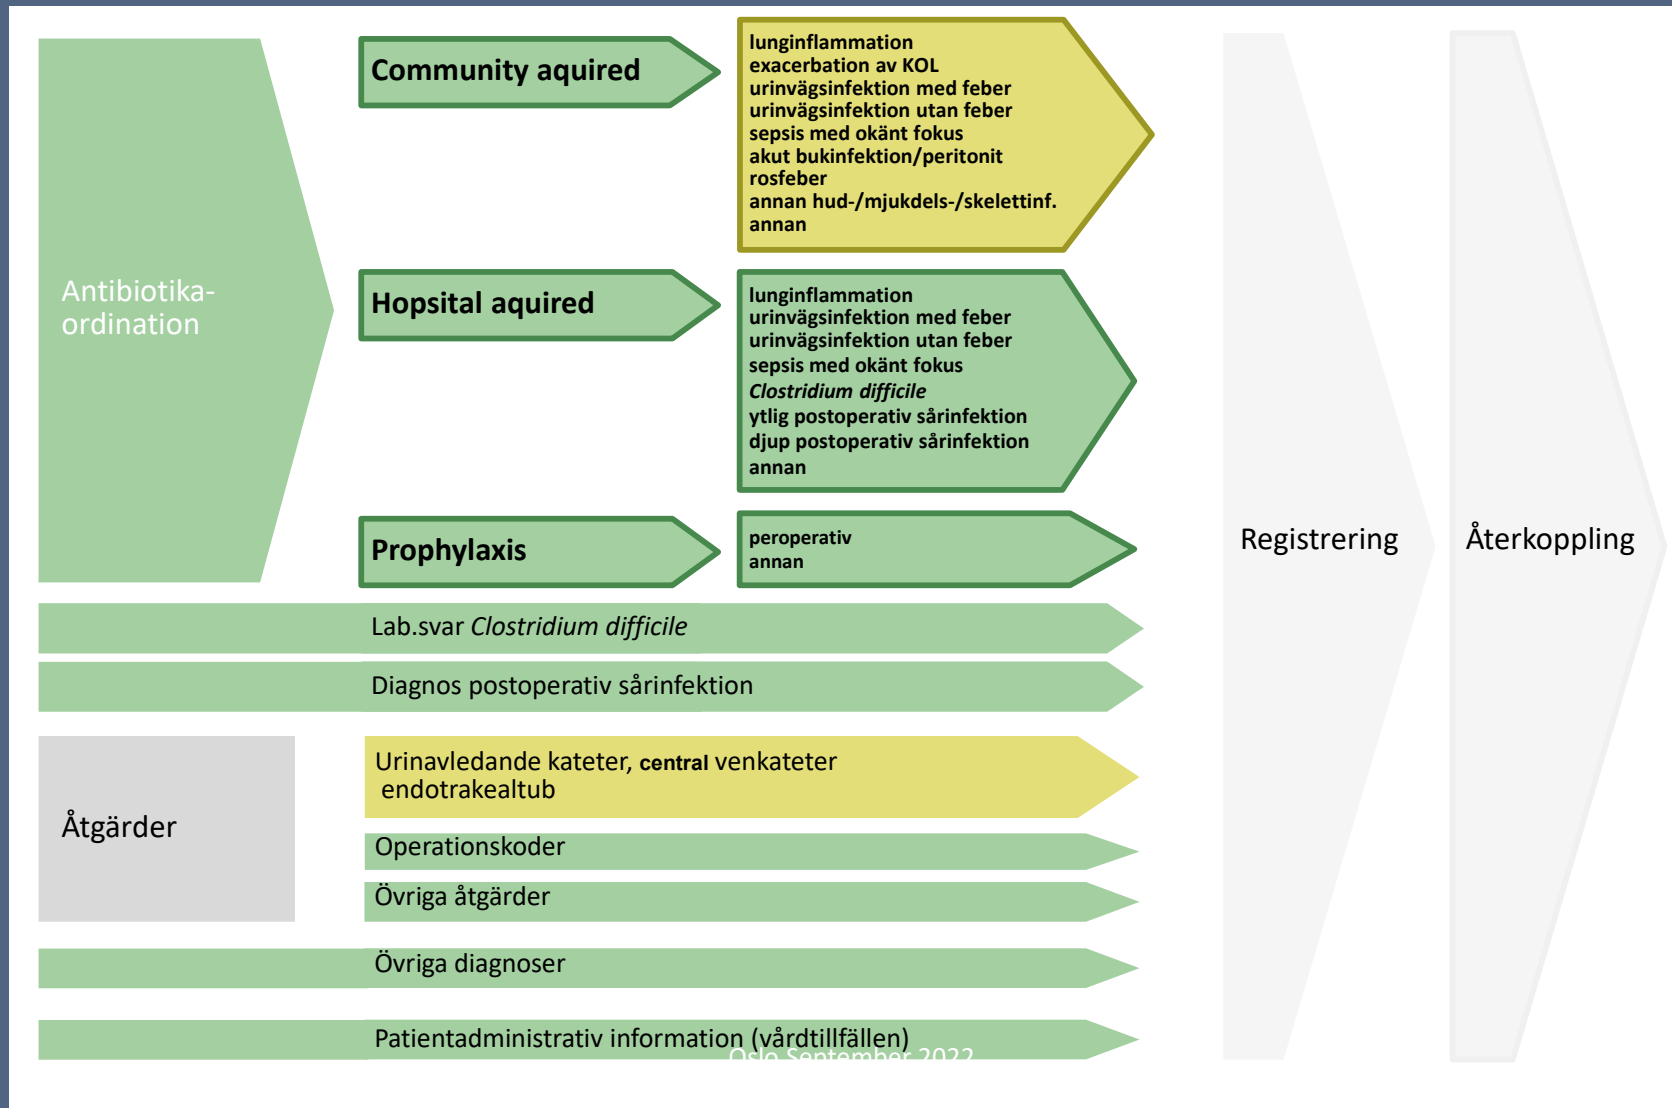 Antibiotika-
ordination
Community aquired
lunginflammation
exacerbation av KOL
urinvägsinfektion med feber
urinvägsinfektion utan feber
sepsis med okänt fokus
akut bukinfektion/peritonit
rosfeber
annan hud-/mjukdels-/skelettinf.
annan
Hopsital aquired
lunginflammation
urinvägsinfektion med feber
urinvägsinfektion utan feber
sepsis med okänt fokus
Clostridium difficile
ytlig postoperativ sårinfektion
djup postoperativ sårinfektion
annan
Prophylaxis
peroperativ
annan
Lab.svar Clostridium difficile
Diagnos postoperativ sårinfektion
Åtgärder
Urinavledande kateter, central venkateter
endotrakealtub
Operationskoder
Övriga åtgärder
Övriga diagnoser
Patientadministrativ information (vårdtillfällen)
Oslo September 2022
Registrering
Återkoppling